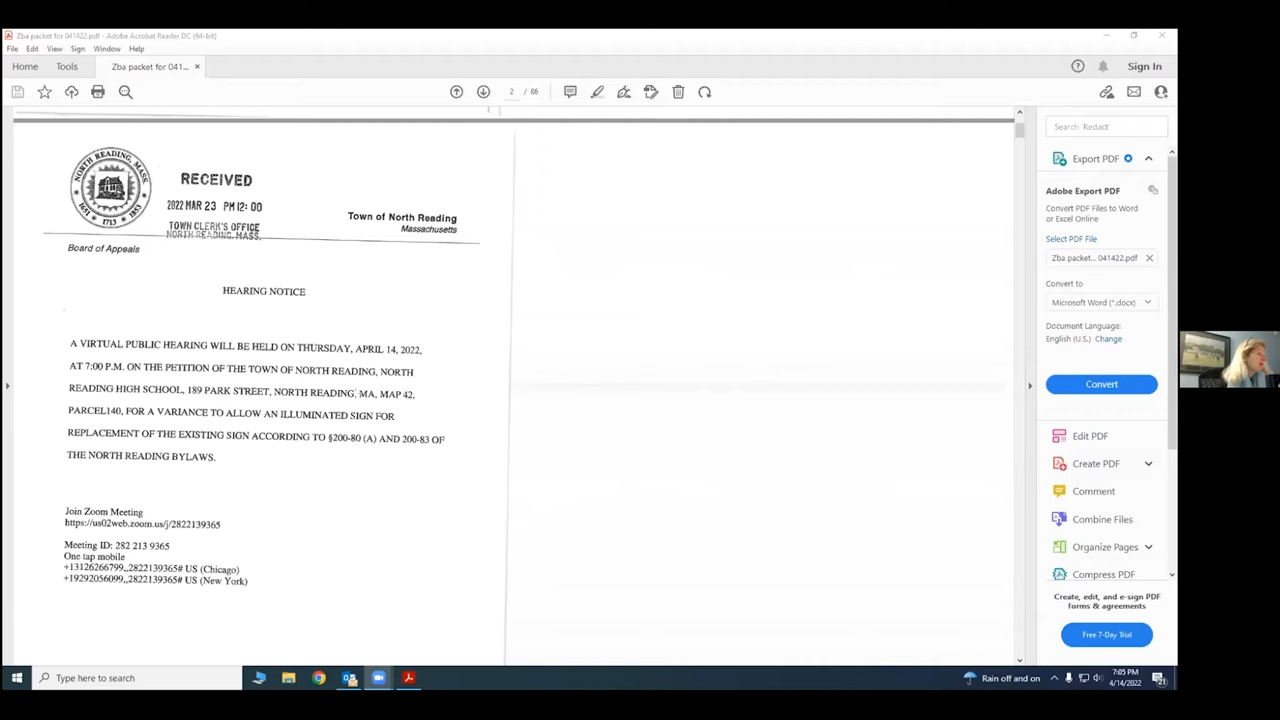 Zba packet for 041422.pdf - Adobe Acrobat Reader DC (64-bit)
File Edit View Sign Window Help
Home Tools Zba packet for 041... ×
Sign In
2 / 86
Search 'Redact'
NORTH READING, MASS.
1651 1713 1853
RECEIVED
2022 MAR 23 PM 12:00
TOWN CLERK'S OFFICE
NORTH READING, MASS.
Town of North Reading
Massachusetts
Board of Appeals
HEARING NOTICE
A VIRTUAL PUBLIC HEARING WILL BE HELD ON THURSDAY, APRIL 14, 2022,
AT 7:00 P.M. ON THE PETITION OF THE TOWN OF NORTH READING, NORTH
READING HIGH SCHOOL, 189 PARK STREET, NORTH READING, MA, MAP 42,
PARCEL140, FOR A VARIANCE TO ALLOW AN ILLUMINATED SIGN FOR
REPLACEMENT OF THE EXISTING SIGN ACCORDING TO §200-80 (A) AND 200-83 OF
THE NORTH READING BYLAWS.
Join Zoom Meeting
https://us02web.zoom.us/j/2822139365
Meeting ID: 282 213 9365
One tap mobile
+13126266799,,2822139365# US (Chicago)
+19292056099,,2822139365# US (New York)
Export PDF
Adobe Export PDF
Convert PDF Files to Word
or Excel Online
Select PDF File
Zba packet... 041422.pdf
Convert to
Microsoft Word (*.docx)
Document Language:
English (U.S.) Change
Convert
Edit PDF
Create PDF
Comment
Combine Files
Organize Pages
Compress PDF
Create, edit, and e-sign PDF
forms & agreements
Free 7-Day Trial
Type here to search
Rain off and on
7:05 PM
4/14/2022
21